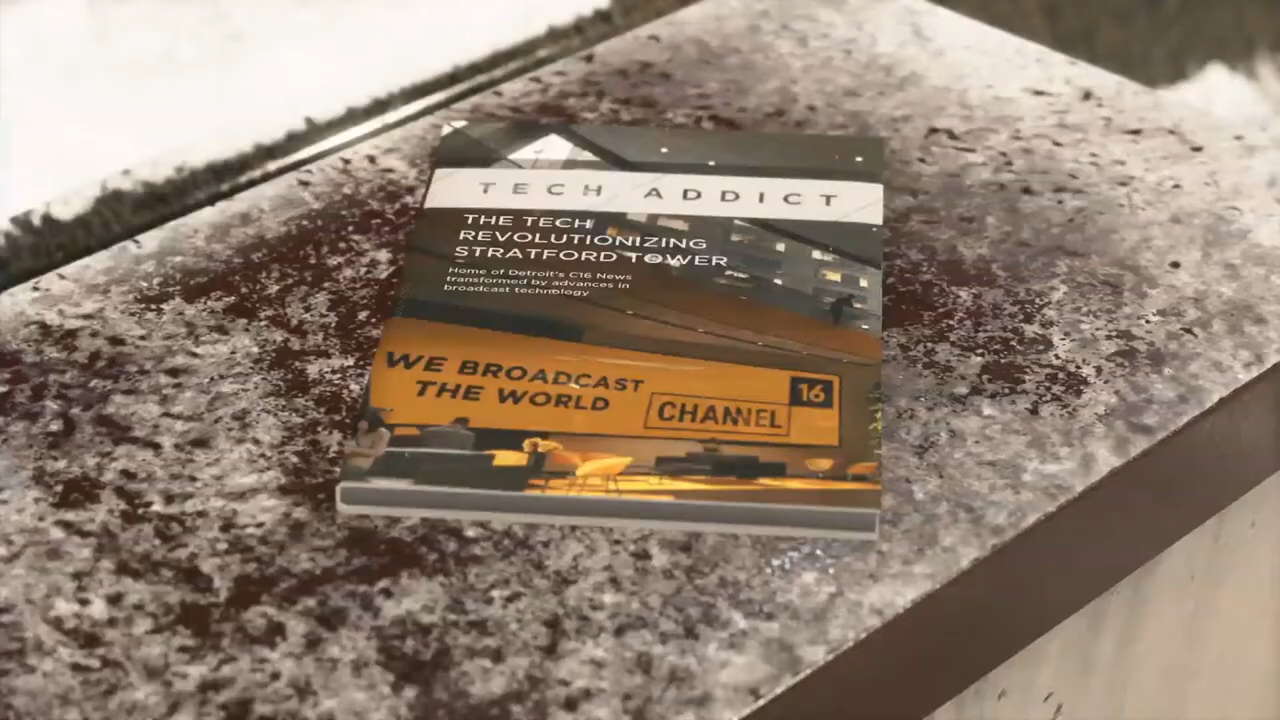 TECH ADDICT
THE TECH
REVOLUTIONIZING
STRATFORD TOWER
Home of Detroit's C16 News
transformed by advances in
broadcast technology
WE BROADCAST
THE WORLD
CHANNEL
16